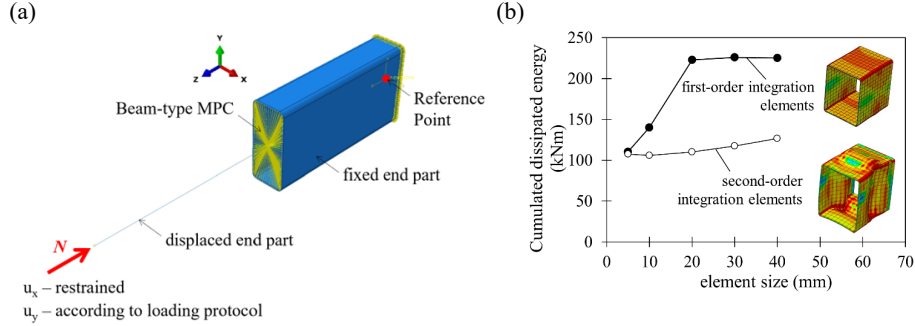 (a)
Y
Z
X
Beam-type MPC
Reference
Point
fixed end part
displaced end part
N
uₓ – restrained
uᵧ – according to loading protocol
(b)
Cumulated dissipated energy
(kNm)
250
200
150
100
50
0
first-order integration
elements
second-order
integration elements
0 10 20 30 40 50 60 70
element size (mm)